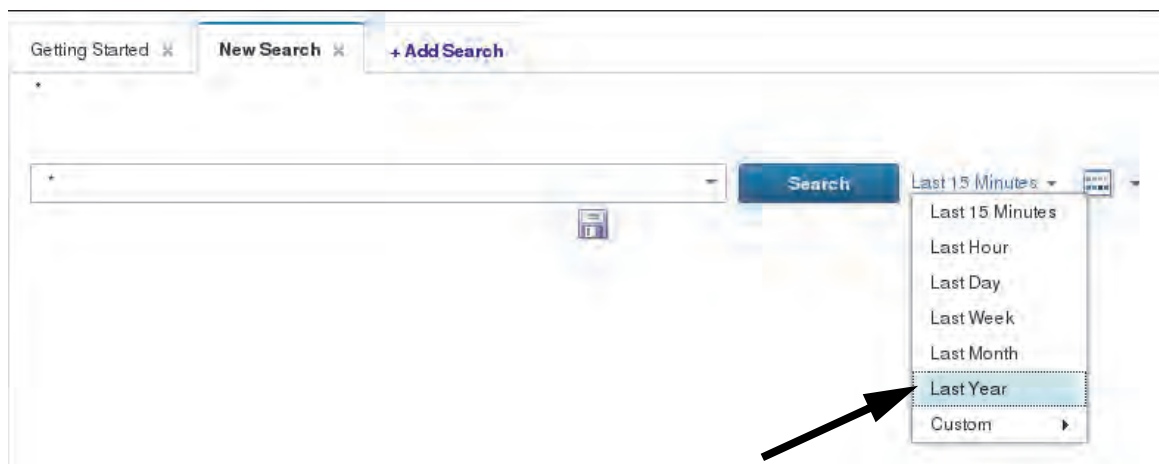 Getting Started × New Search × + Add Search
*
* Search Last 15 Minutes
Last 15 Minutes
Last Hour
Last Day
Last Week
Last Month
Last Year
Custom